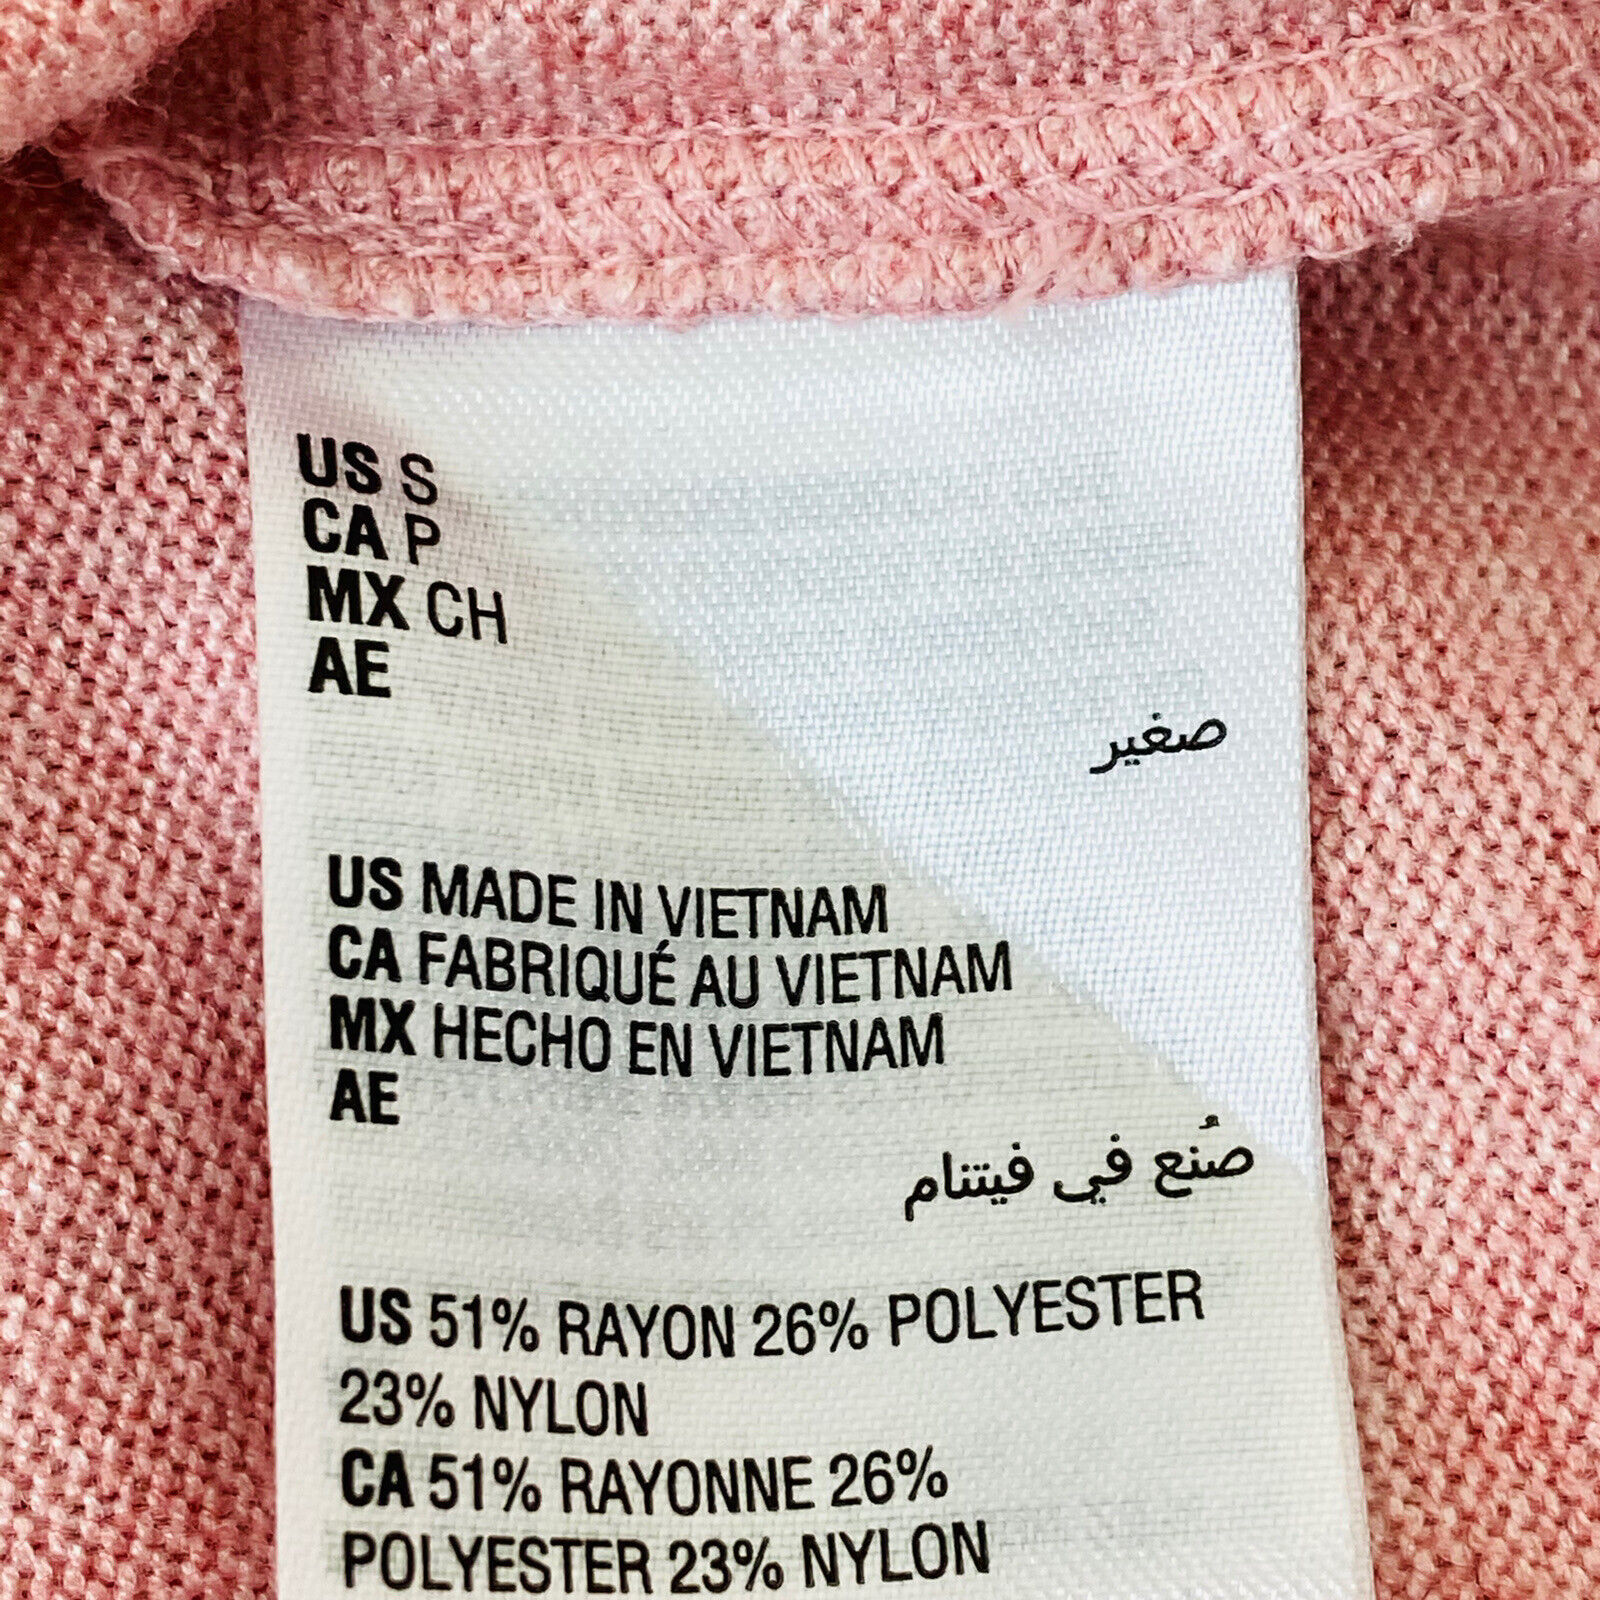 US S
CA P
MX CH
AE
صغير
US MADE IN VIETNAM
CA FABRIQUÉ AU VIETNAM
MX HECHO EN VIETNAM
AE
صُنع في فيتنام
US 51% RAYON 26% POLYESTER
23% NYLON
CA 51% RAYONNE 26%
POLYESTER 23% NYLON